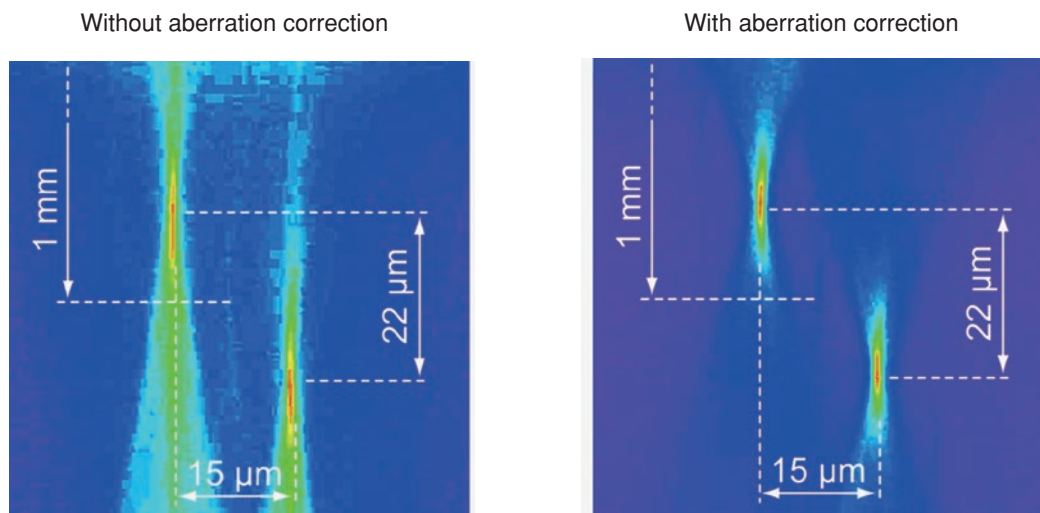 Without aberration correction
With aberration correction
1 mm
22 µm
15 µm
1 mm
22 µm
15 µm